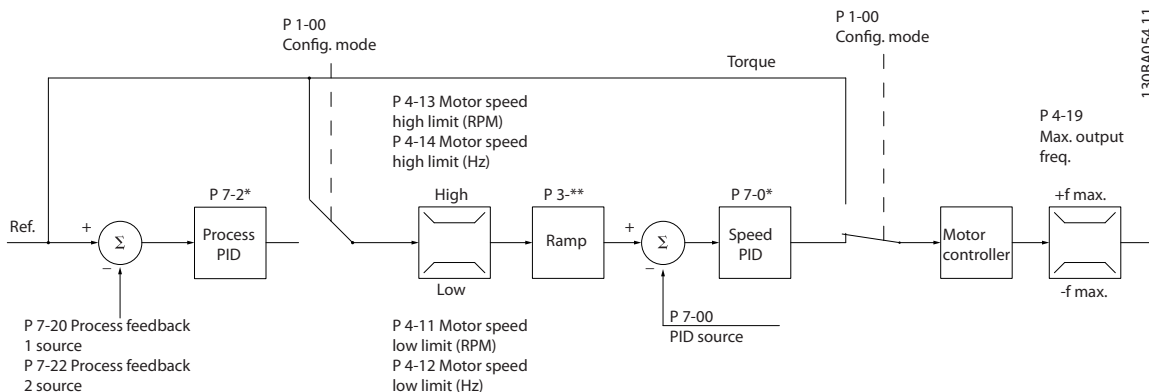 P 1-00
Config. mode
P 1-00
Config. mode
130BA054.11
Torque
P 4-13 Motor speed
high limit (RPM)
P 4-14 Motor speed
high limit (Hz)
P 4-19
Max. output
freq.
P 7-2*
High
P 3-**
P 7-0*
+f max.
Ref.
+
Σ
–
Process
PID
Ramp
+
Σ
–
Speed
PID
Motor
controller
Low
-f max.
P 7-20 Process feedback
1 source
P 7-22 Process feedback
2 source
P 4-11 Motor speed
low limit (RPM)
P 4-12 Motor speed
low limit (Hz)
P 7-00
PID source